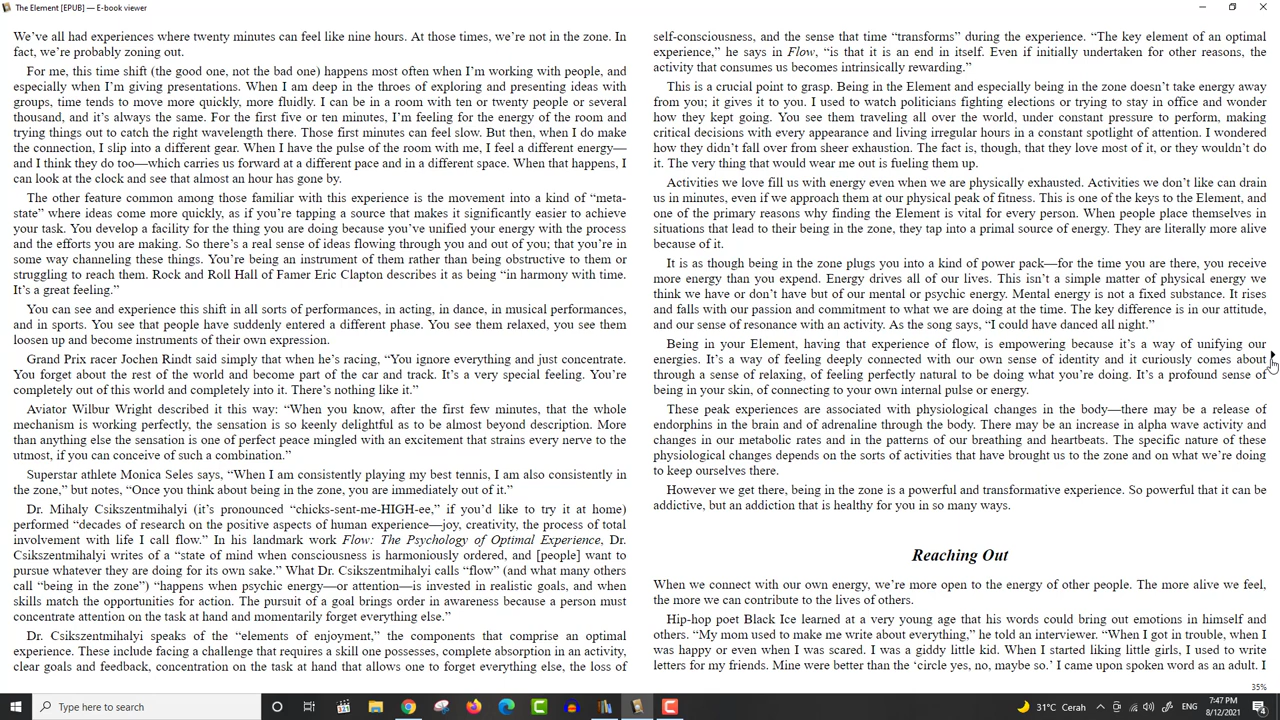 The Element [EPUB] — E-book viewer
We've all had experiences where twenty minutes can feel like nine hours. At those times, we're not in the zone. In
fact, we're probably zoning out.
For me, this time shift (the good one, not the bad one) happens most often when I'm working with people, and
especially when I'm giving presentations. When I am deep in the throes of exploring and presenting ideas with
groups, time tends to move more quickly, more fluidly. I can be in a room with ten or twenty people or several
thousand, and it's always the same. For the first five or ten minutes, I'm feeling for the energy of the room and
trying things out to catch the right wavelength there. Those first minutes can feel slow. But then, when I do make
the connection, I slip into a different gear. When I have the pulse of the room with me, I feel a different energy—
and I think they do too—which carries us forward at a different pace and in a different space. When that happens, I
can look at the clock and see that almost an hour has gone by.
The other feature common among those familiar with this experience is the movement into a kind of “meta-
state” where ideas come more quickly, as if you're tapping a source that makes it significantly easier to achieve
your task. You develop a facility for the thing you are doing because you've unified your energy with the process
and the efforts you are making. So there's a real sense of ideas flowing through you and out of you; that you're in
some way channeling these things. You're being an instrument of them rather than being obstructive to them or
struggling to reach them. Rock and Roll Hall of Famer Eric Clapton describes it as being “in harmony with time.
It's a great feeling.”
You can see and experience this shift in all sorts of performances, in acting, in dance, in musical performances,
and in sports. You see that people have suddenly entered a different phase. You see them relaxed, you see them
loosen up and become instruments of their own expression.
Grand Prix racer Jochen Rindt said simply that when he's racing, “You ignore everything and just concentrate.
You forget about the rest of the world and become part of the car and track. It's a very special feeling. You're
completely out of this world and completely into it. There's nothing like it.”
Aviator Wilbur Wright described it this way: “When you know, after the first few minutes, that the whole
mechanism is working perfectly, the sensation is so keenly delightful as to be almost beyond description. More
than anything else the sensation is one of perfect peace mingled with an excitement that strains every nerve to the
utmost, if you can conceive of such a combination.”
Superstar athlete Monica Seles says, “When I am consistently playing my best tennis, I am also consistently in
the zone,” but notes, “Once you think about being in the zone, you are immediately out of it.”
Dr. Mihaly Csikszentmihalyi (it's pronounced “chicks-sent-me-HIGH-ee,” if you'd like to try it at home)
performed “decades of research on the positive aspects of human experience—joy, creativity, the process of total
involvement with life I call flow.” In his landmark work Flow: The Psychology of Optimal Experience, Dr.
Csikszentmihalyi writes of a “state of mind when consciousness is harmoniously ordered, and [people] want to
pursue whatever they are doing for its own sake.” What Dr. Csikszentmihalyi calls “flow” (and what many others
call “being in the zone”) “happens when psychic energy—or attention—is invested in realistic goals, and when
skills match the opportunities for action. The pursuit of a goal brings order in awareness because a person must
concentrate attention on the task at hand and momentarily forget everything else.”
Dr. Csikszentmihalyi speaks of the “elements of enjoyment,” the components that comprise an optimal
experience. These include facing a challenge that requires a skill one possesses, complete absorption in an activity,
clear goals and feedback, concentration on the task at hand that allows one to forget everything else, the loss of
self-consciousness, and the sense that time “transforms” during the experience. “The key element of an optimal
experience,” he says in Flow, “is that it is an end in itself. Even if initially undertaken for other reasons, the
activity that consumes us becomes intrinsically rewarding.”
This is a crucial point to grasp. Being in the Element and especially being in the zone doesn't take energy away
from you; it gives it to you. I used to watch politicians fighting elections or trying to stay in office and wonder
how they kept going. You see them traveling all over the world, under constant pressure to perform, making
critical decisions with every appearance and living irregular hours in a constant spotlight of attention. I wondered
how they didn't fall over from sheer exhaustion. The fact is, though, that they love most of it, or they wouldn't do
it. The very thing that would wear me out is fueling them up.
Activities we love fill us with energy even when we are physically exhausted. Activities we don't like can drain
us in minutes, even if we approach them at our physical peak of fitness. This is one of the keys to the Element, and
one of the primary reasons why finding the Element is vital for every person. When people place themselves in
situations that lead to their being in the zone, they tap into a primal source of energy. They are literally more alive
because of it.
It is as though being in the zone plugs you into a kind of power pack—for the time you are there, you receive
more energy than you expend. Energy drives all of our lives. This isn't a simple matter of physical energy we
think we have or don't have but of our mental or psychic energy. Mental energy is not a fixed substance. It rises
and falls with our passion and commitment to what we are doing at the time. The key difference is in our attitude,
and our sense of resonance with an activity. As the song says, “I could have danced all night.”
Being in your Element, having that experience of flow, is empowering because it's a way of unifying our
energies. It's a way of feeling deeply connected with our own sense of identity and it curiously comes about
through a sense of relaxing, of feeling perfectly natural to be doing what you're doing. It's a profound sense of
being in your skin, of connecting to your own internal pulse or energy.
These peak experiences are associated with physiological changes in the body—there may be a release of
endorphins in the brain and of adrenaline through the body. There may be an increase in alpha wave activity and
changes in our metabolic rates and in the patterns of our breathing and heartbeats. The specific nature of these
physiological changes depends on the sorts of activities that have brought us to the zone and on what we're doing
to keep ourselves there.
However we get there, being in the zone is a powerful and transformative experience. So powerful that it can be
addictive, but an addiction that is healthy for you in so many ways.
Reaching Out
When we connect with our own energy, we're more open to the energy of other people. The more alive we feel,
the more we can contribute to the lives of others.
Hip-hop poet Black Ice learned at a very young age that his words could bring out emotions in himself and
others. “My mom used to make me write about everything,” he told an interviewer. “When I got in trouble, when I
was happy or even when I was scared. I was a giddy little kid. When I started liking little girls, I used to write
letters for my friends. Mine were better than the ‘circle yes, no, maybe so.’ I came upon spoken word as an adult. I
35%
Type here to search
31°C Cerah
ENG
7:47 PM
8/12/2021
4